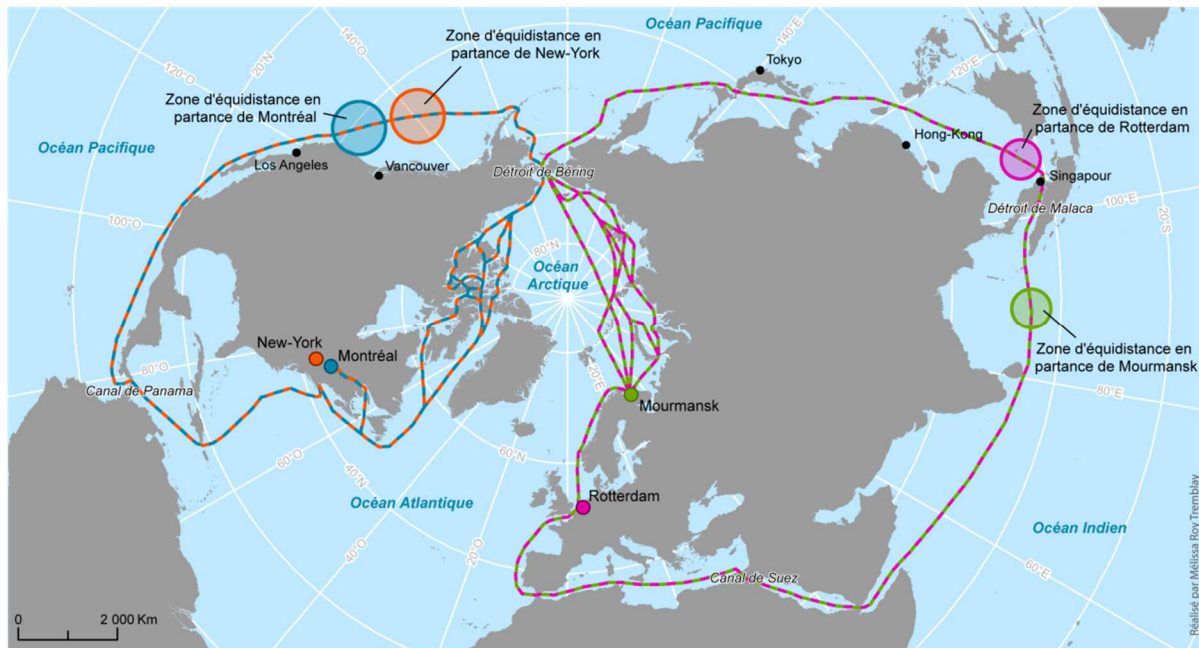 Océan Pacifique
140°O
140°E
Zone d'équidistance en
partance de New-York
Tokyo
20°N
120°O
120°E
Zone d'équidistance en
partance de Montréal
Zone d'équidistance en
partance de Rotterdam
Hong-Kong
Océan Pacifique
Los Angeles
Vancouver
Détroit de Béring
Singapour
Détroit de Malaca
100°E
20°S
100°O
80°N
Océan
Arctique
New-York
Montréal
Zone d'équidistance en
partance de Mourmansk
80°O
20°E
80°E
Canal de Panama
Mourmansk
60°O
60°N
40°N
Rotterdam
Océan Atlantique
Océan Indien
20°O
40°O
Canal de Suez
60°E
0
2 000 Km
Réalisé par Mélissa Roy Tremblay